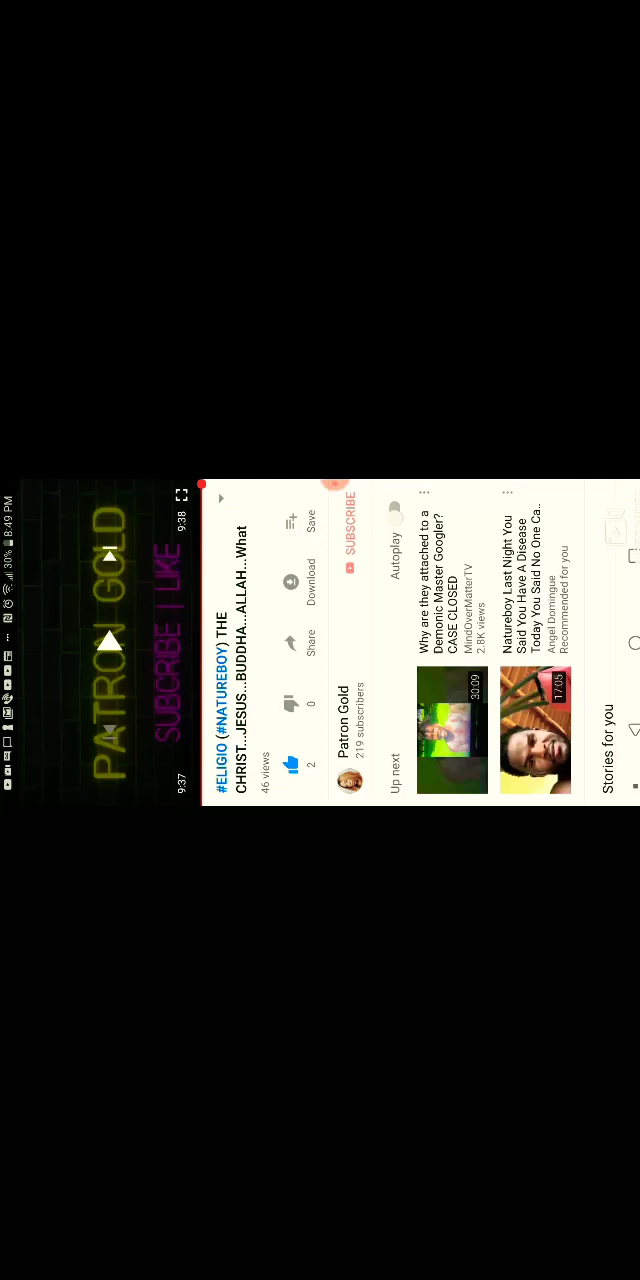 30% 8:49 PM
PATRON GOLD
SUBCRIBE | LIKE
9:37
9:38
#ELIGIO (#NATUREBOY) THE
CHRIST...JESUS...BUDDHA...ALLAH...What
46 views
2
0
Share
Download
Save
Patron Gold
219 subscribers
SUBSCRIBE
Up next
Autoplay
Why are they attached to a
Demonic Master Googler?
CASE CLOSED
MindOverMatterTV
2.8K views
30:09
Natureboy Last Night You
Said You Have A Disease
Today You Said No One Ca..
Angel Domingue
Recommended for you
17:05
Stories for you